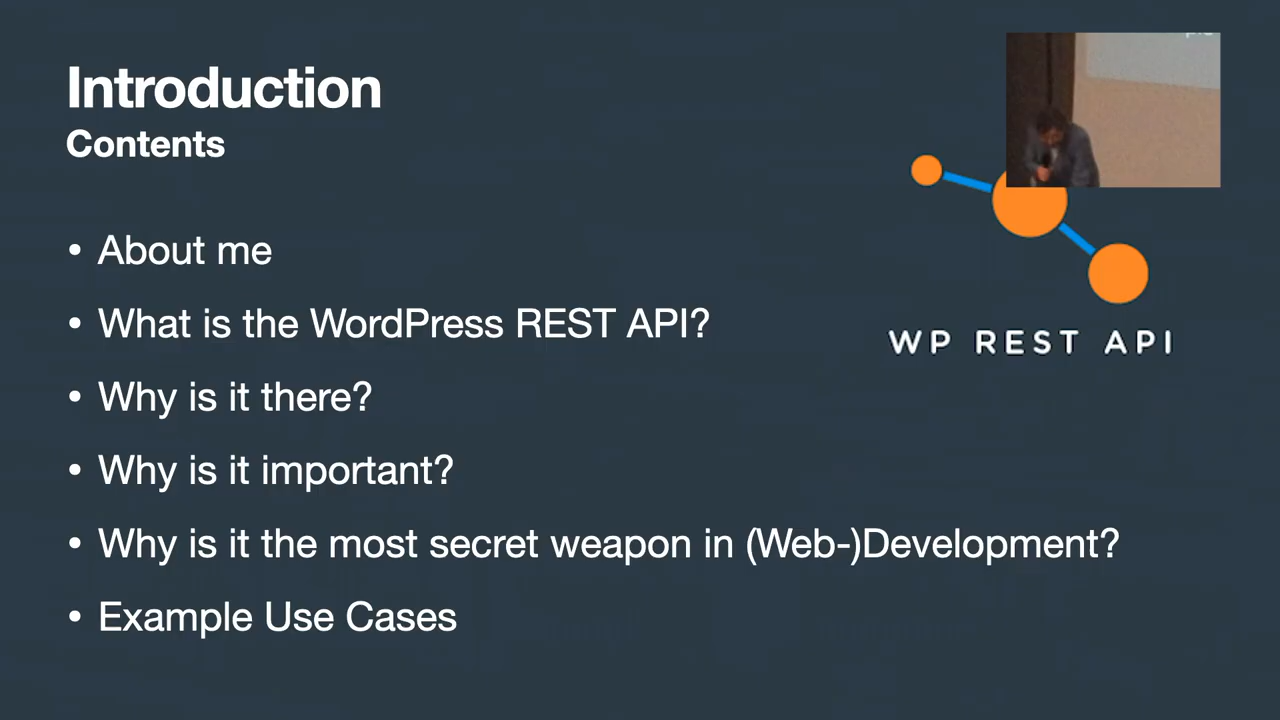 Introduction
Contents
• About me
• What is the WordPress REST API?
• Why is it there?
• Why is it important?
• Why is it the most secret weapon in (Web-)Development?
• Example Use Cases
WP REST API